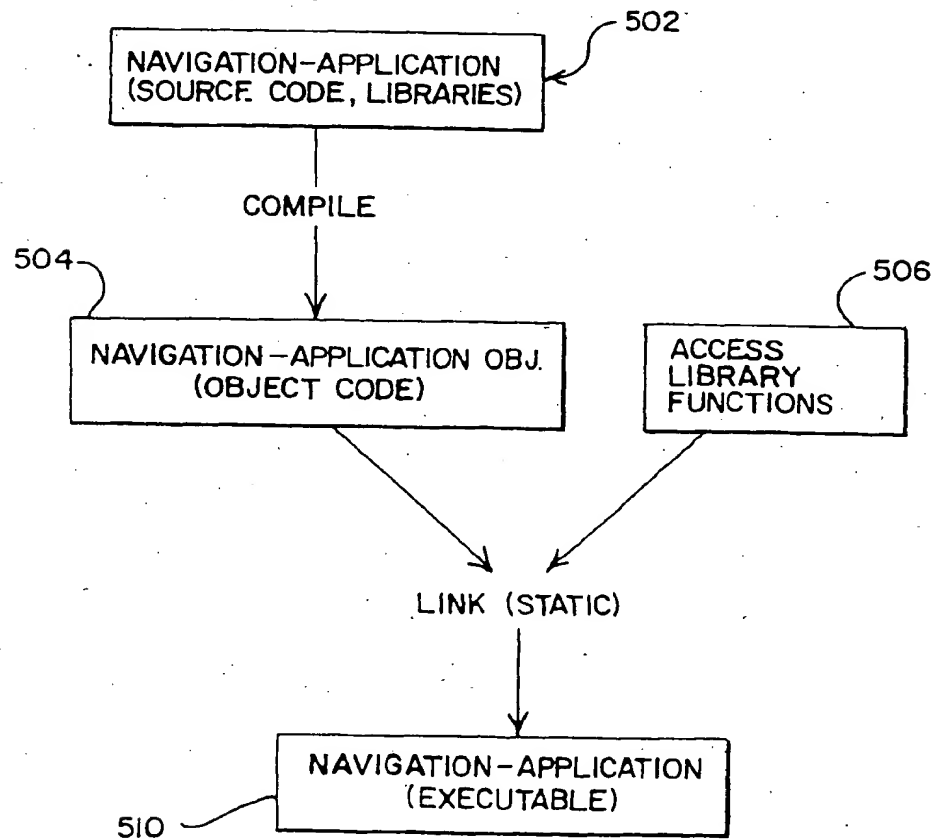 502
NAVIGATION-APPLICATION
(SOURCE CODE, LIBRARIES)
COMPILE
504
506
NAVIGATION-APPLICATION OBJ.
(OBJECT CODE)
ACCESS
LIBRARY
FUNCTIONS
LINK (STATIC)
NAVIGATION-APPLICATION
(EXECUTABLE)
510